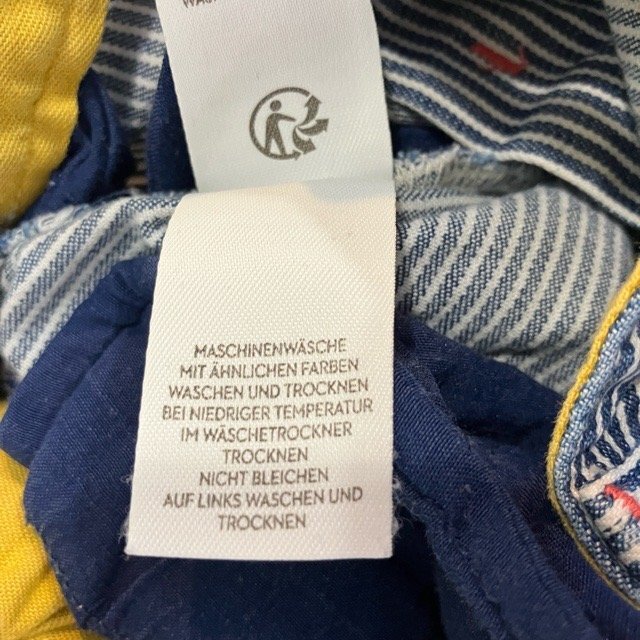 MASCHINENWÄSCHE
MIT ÄHNLICHEN FARBEN
WASCHEN UND TROCKNEN
BEI NIEDRIGER TEMPERATUR
IM WÄSCHETROCKNER
TROCKNEN
NICHT BLEICHEN
AUF LINKS WASCHEN UND
TROCKNEN